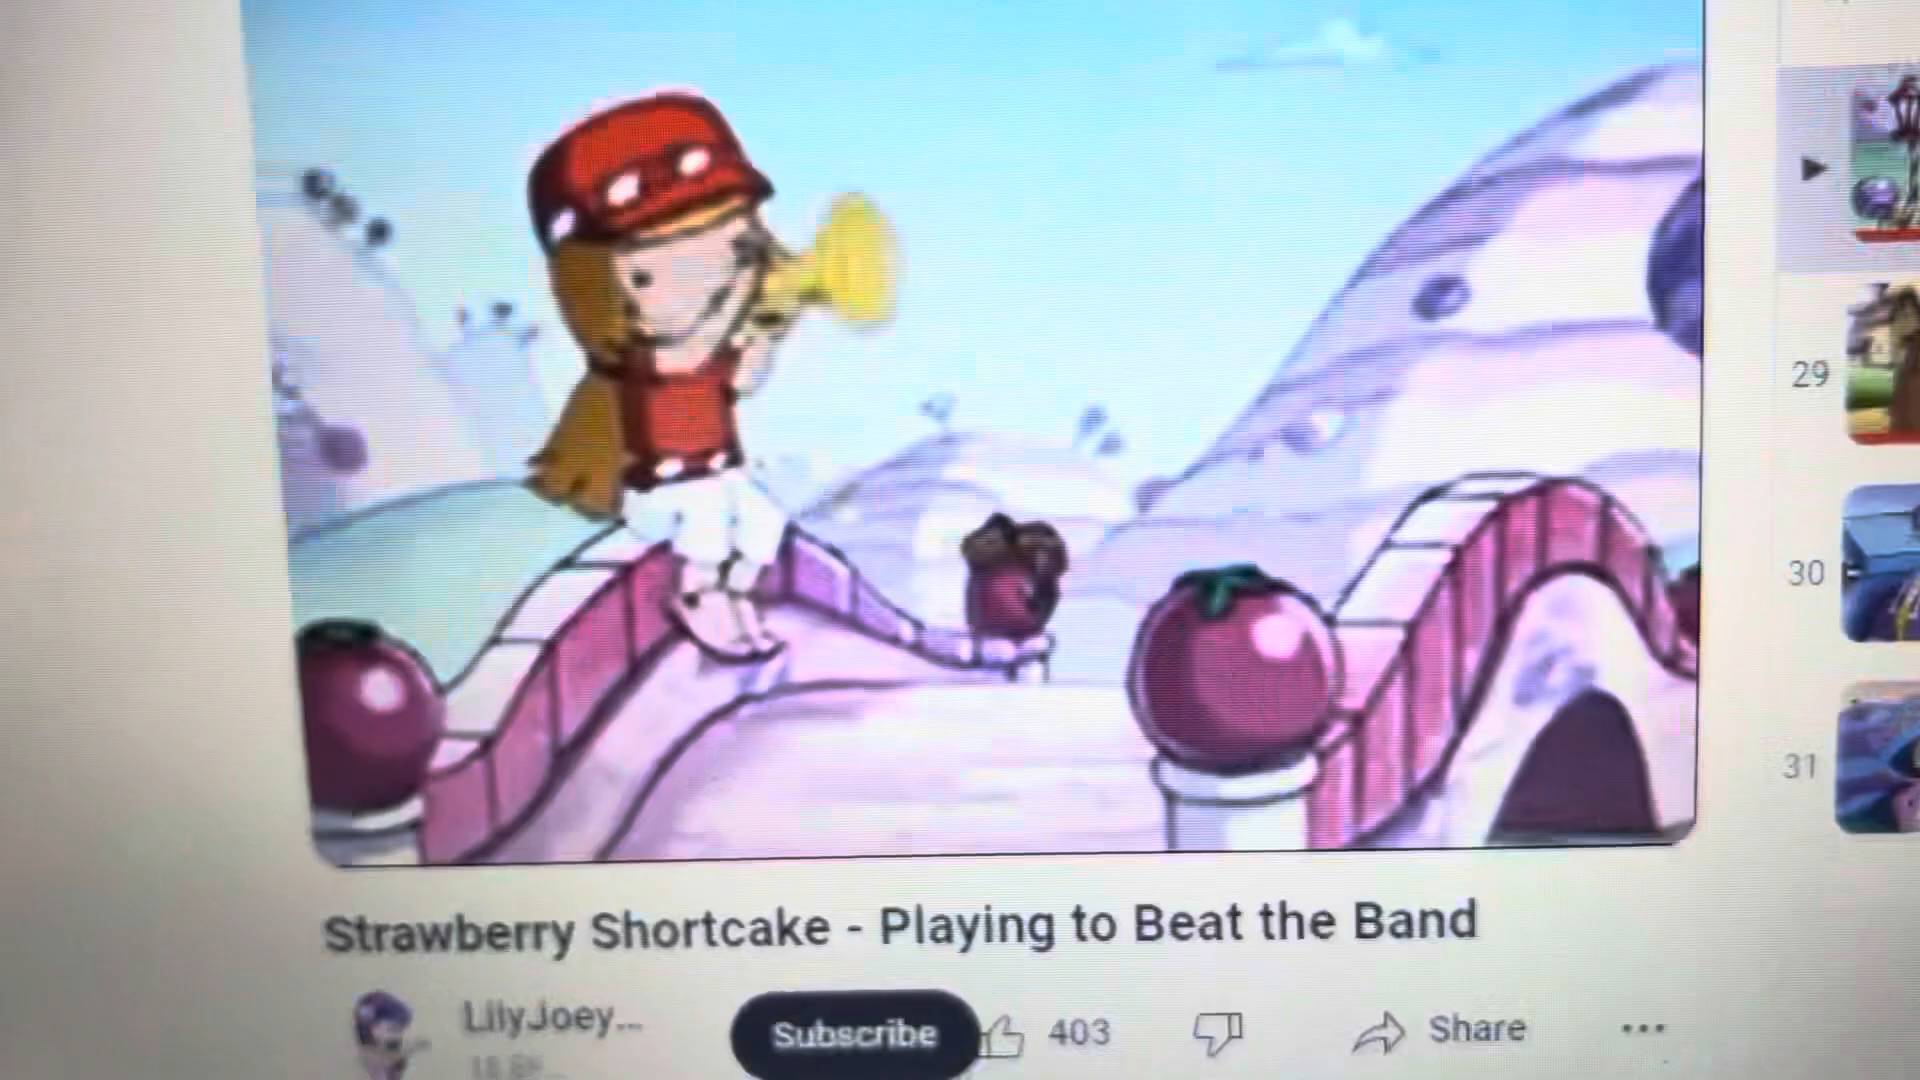 29
30
31
Strawberry Shortcake - Playing to Beat the Band
LilyJoey...
Subscribe
403
Share